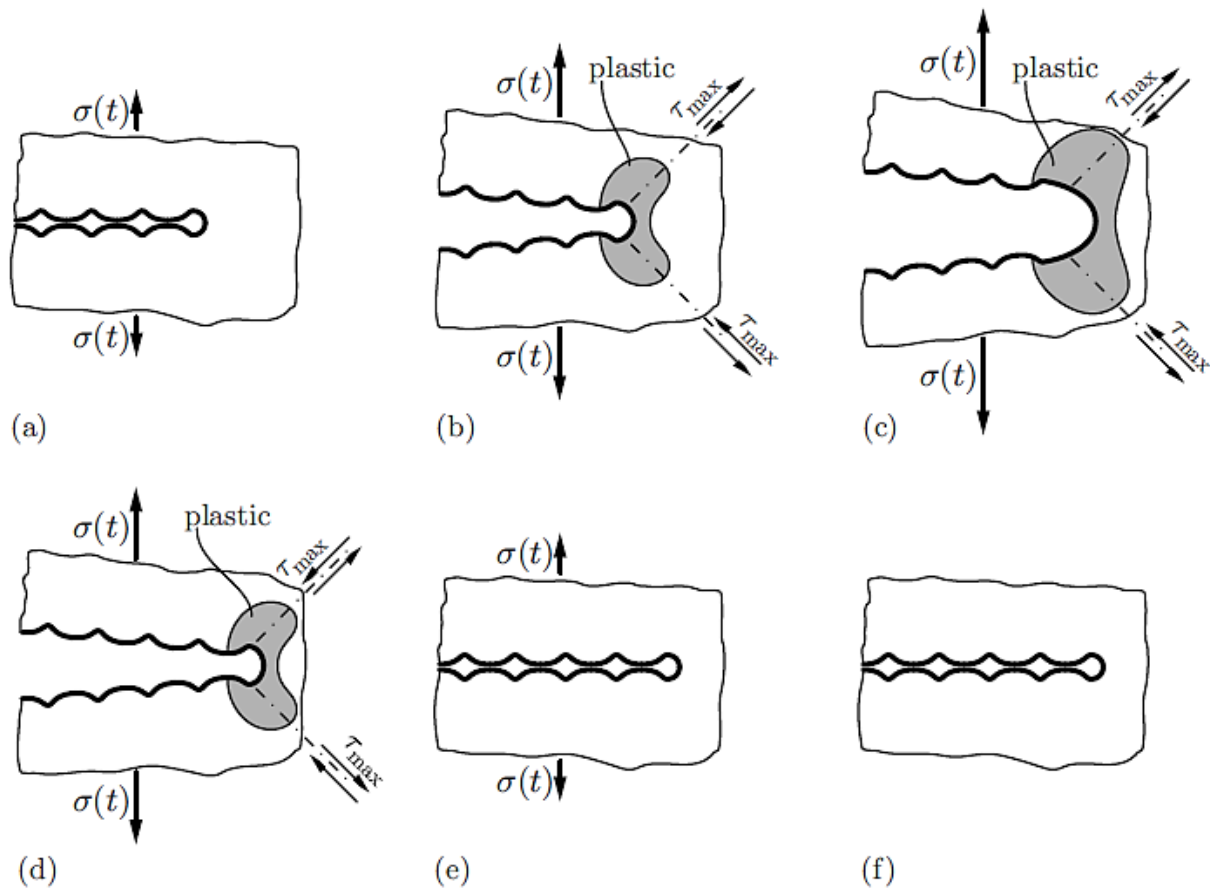 σ(t)
σ(t)
(a)
σ(t)
plastic
τmax
τmax
σ(t)
(b)
σ(t)
plastic
τmax
τmax
σ(t)
(c)
σ(t)
plastic
τmax
τmax
σ(t)
(d)
σ(t)
σ(t)
(e)
(f)